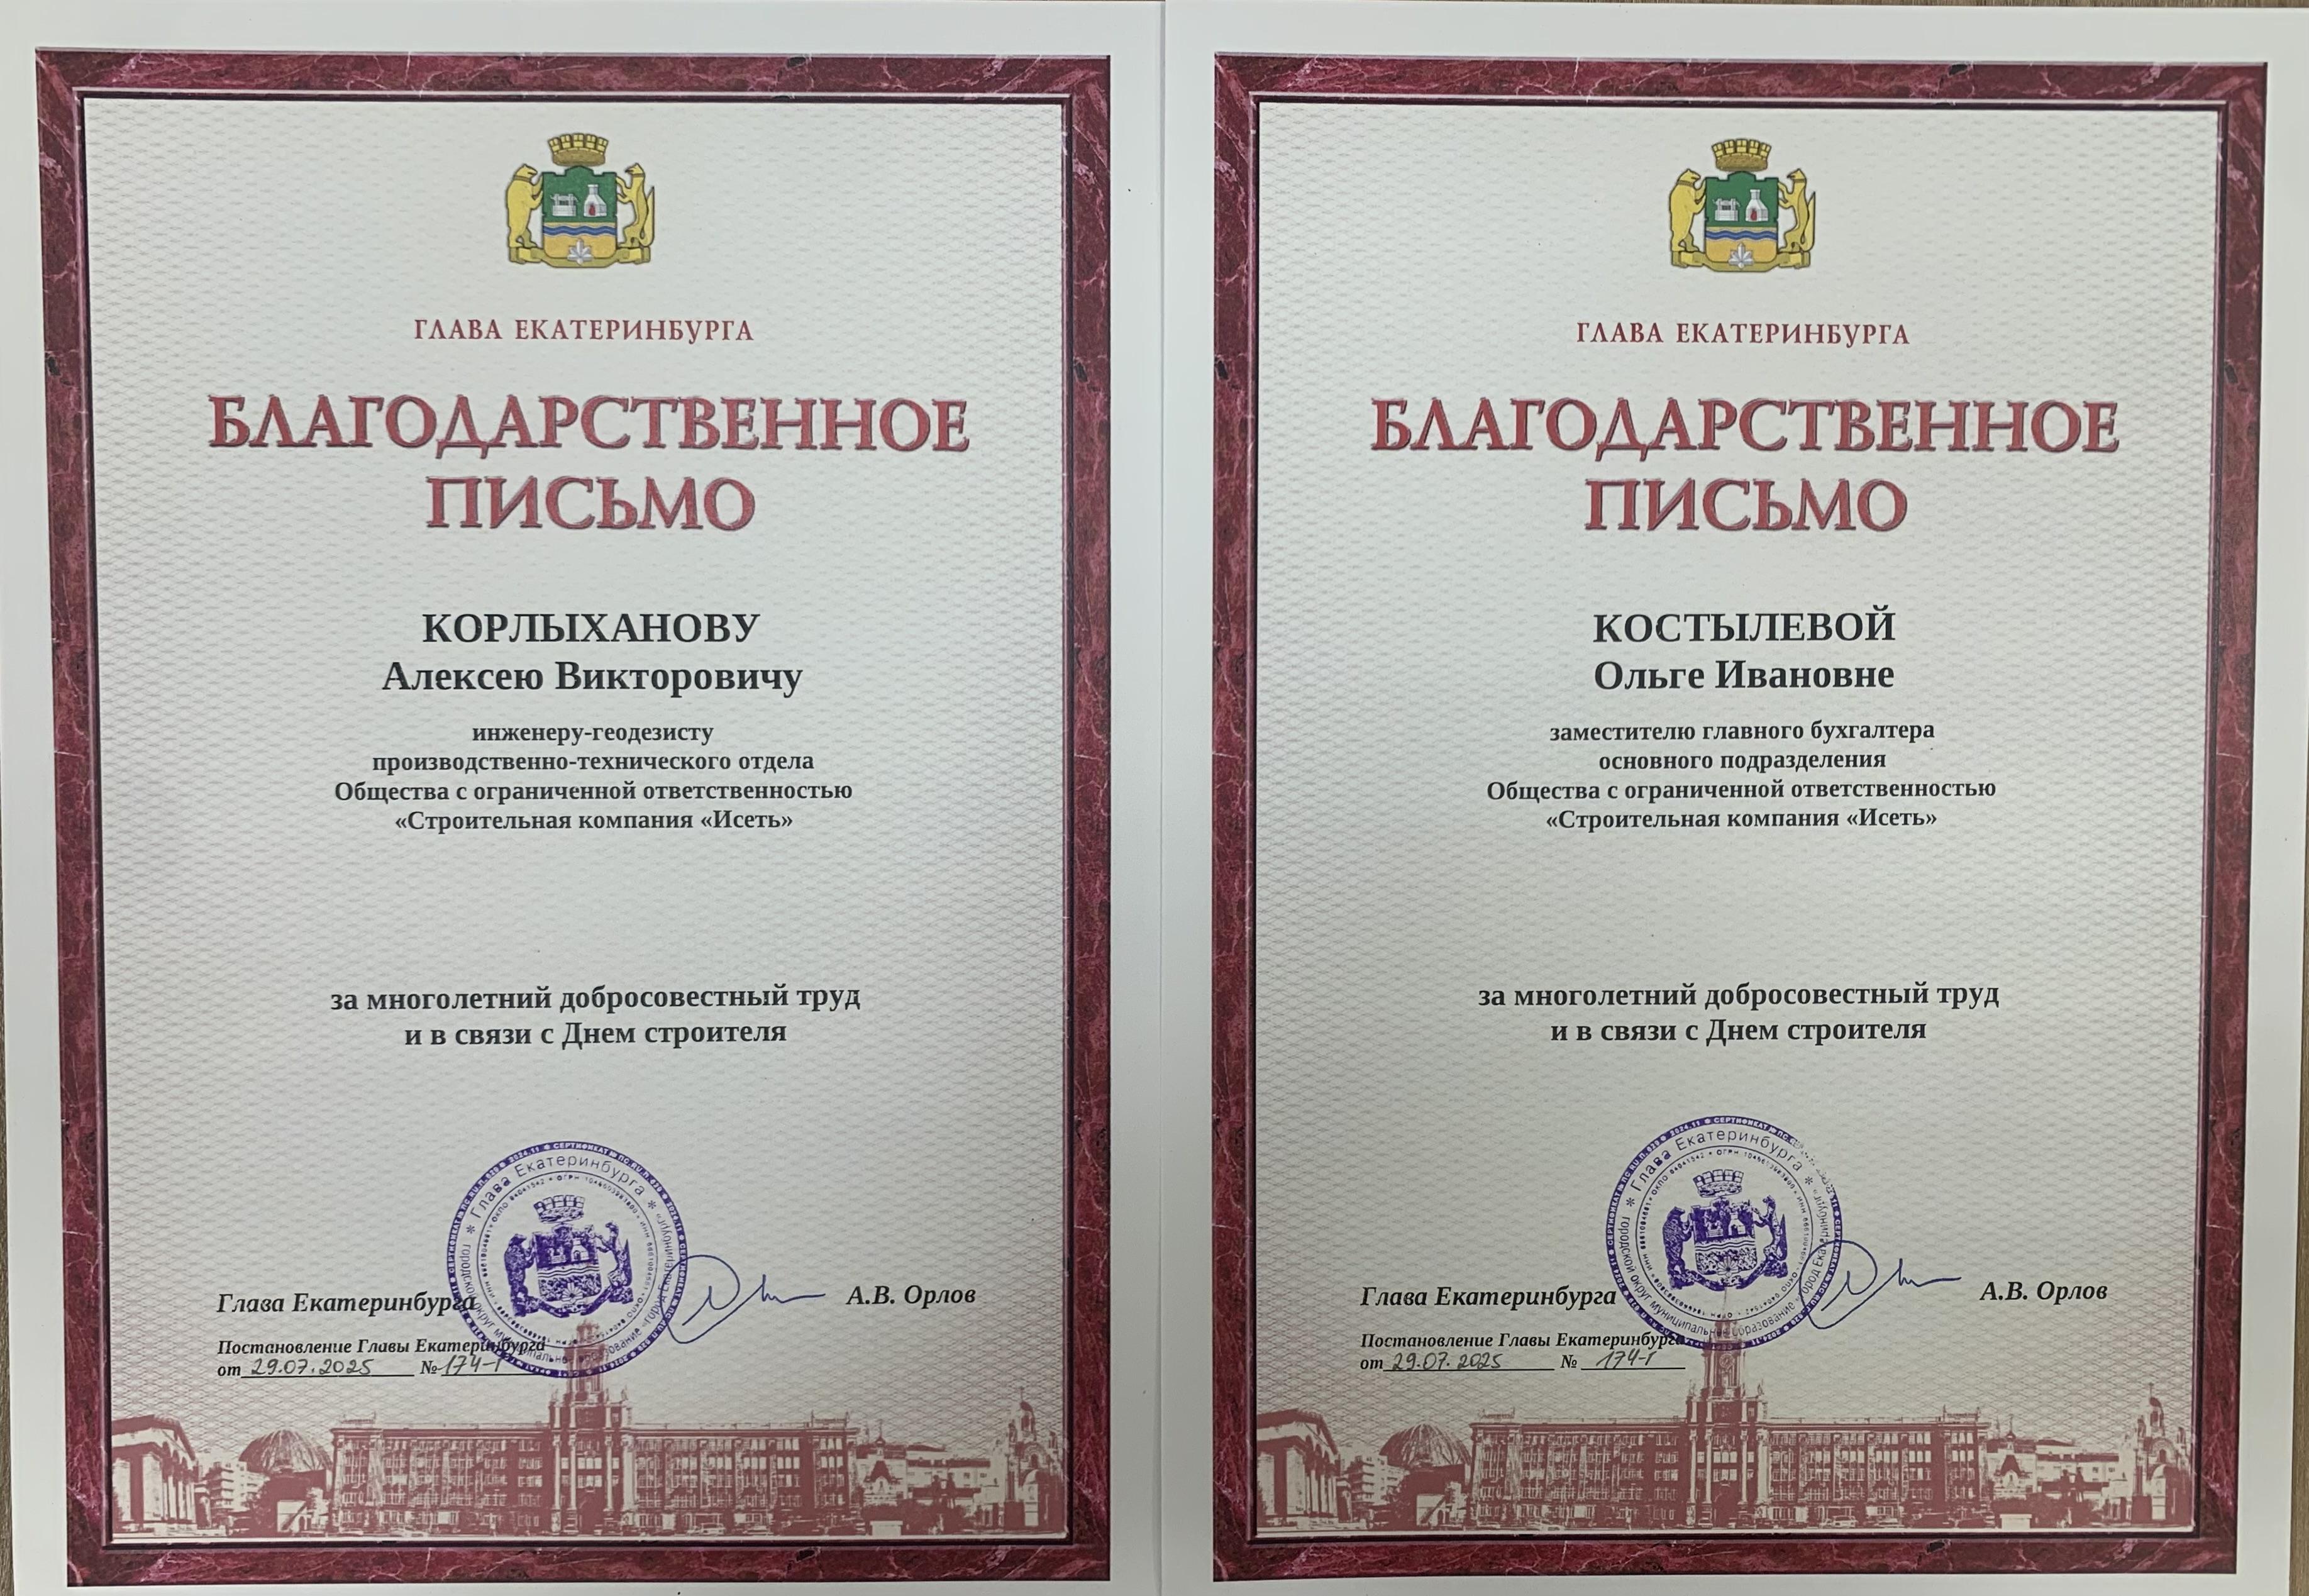 ГЛАВА ЕКАТЕРИНБУРГА
БЛАГОДАРСТВЕННОЕ
ПИСЬМО
КОРЛЫХАНОВУ
Алексею Викторовичу
инженеру-геодезисту
производственно-технического отдела
Общества с ограниченной ответственностью
«Строительная компания «Исеть»
за многолетний добросовестный труд
и в связи с Днем строителя
Глава Екатеринбурга
Глава Екатеринбурга А.В. Орлов
Постановление Главы Екатеринбурга
от 29.07.2025 № 174-г
ГЛАВА ЕКАТЕРИНБУРГА
БЛАГОДАРСТВЕННОЕ
ПИСЬМО
КОСТЫЛЕВОЙ
Ольге Ивановне
заместителю главного бухгалтера
основного подразделения
Общества с ограниченной ответственностью
«Строительная компания «Исеть»
за многолетний добросовестный труд
и в связи с Днем строителя
Глава Екатеринбурга
Глава Екатеринбурга А.В. Орлов
Постановление Главы Екатеринбурга
от 29.07.2025 № 174-г